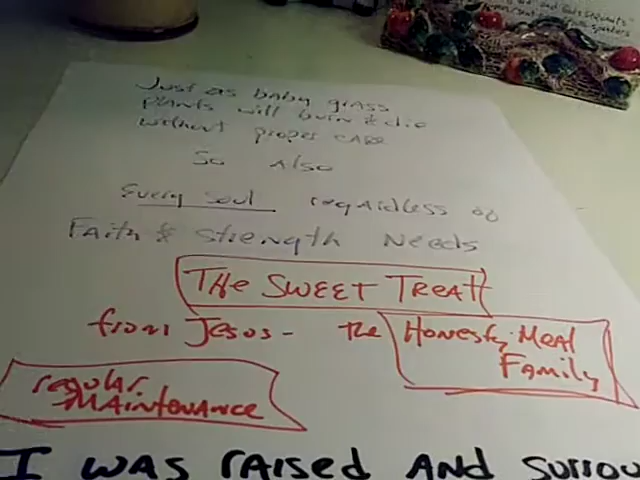 Just as baby grass
plants will burn & die
without proper care
So Also
Every soul regardless of
Faith & Strength Needs
THE SWEET TREAT
from Jesus- the Honesty-Meal
Family
regular
MAintenance
I WAS raised AND surrou